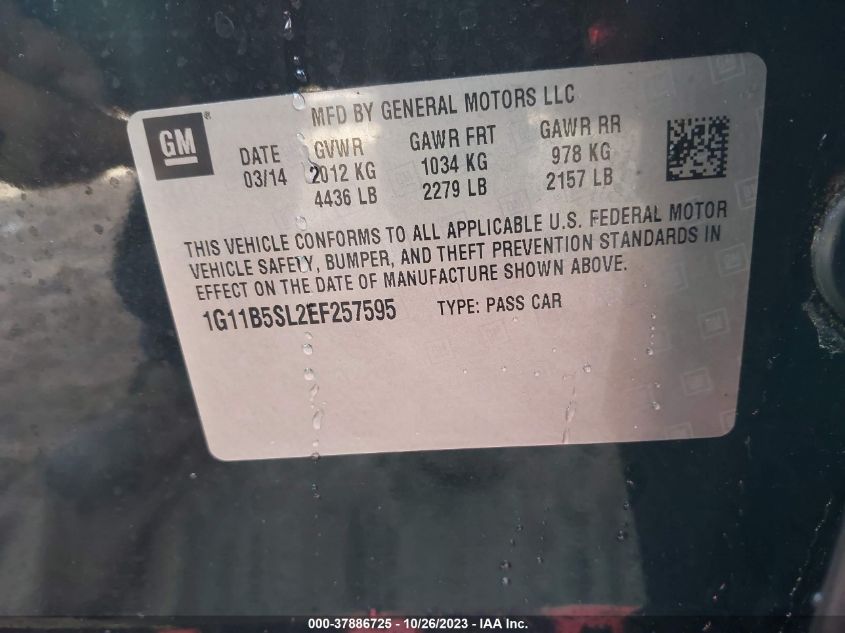 MFD BY GENERAL MOTORS LLC
GM ®
DATE GVWR GAWR FRT GAWR RR
03/14 2012 KG 1034 KG 978 KG
4436 LB 2279 LB 2157 LB
THIS VEHICLE CONFORMS TO ALL APPLICABLE U.S. FEDERAL MOTOR
VEHICLE SAFETY, BUMPER, AND THEFT PREVENTION STANDARDS IN
EFFECT ON THE DATE OF MANUFACTURE SHOWN ABOVE.
1G11B5SL2EF257595 TYPE: PASS CAR
000-37886725 - 10/26/2023 - IAA Inc.